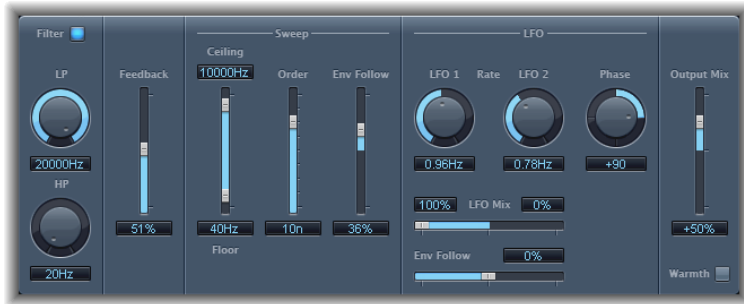 Filter
Sweep
LFO
Ceiling
LP
Feedback
10000Hz
Order
Env Follow
LFO 1
Rate
LFO 2
Phase
Output Mix
20000Hz
0.96Hz
0.78Hz
+90
HP
100%
LFO Mix
0%
51%
40Hz
10n
36%
+50%
Floor
Env Follow
0%
20Hz
Warmth